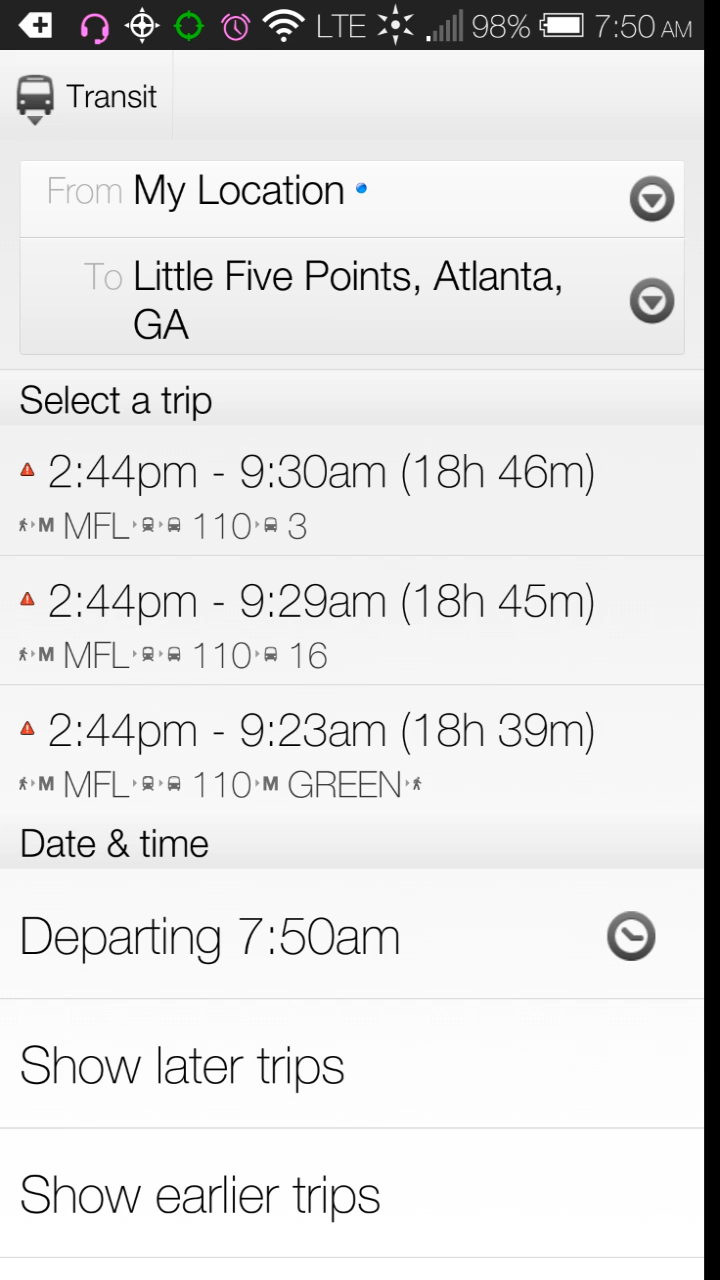 LTE 98% 7:50 AM
Transit
From My Location
To Little Five Points, Atlanta,
GA
Select a trip
2:44pm - 9:30am (18h 46m)
M MFL 110 3
2:44pm - 9:29am (18h 45m)
M MFL 110 16
2:44pm - 9:23am (18h 39m)
M MFL 110 M GREEN
Date & time
Departing 7:50am
Show later trips
Show earlier trips